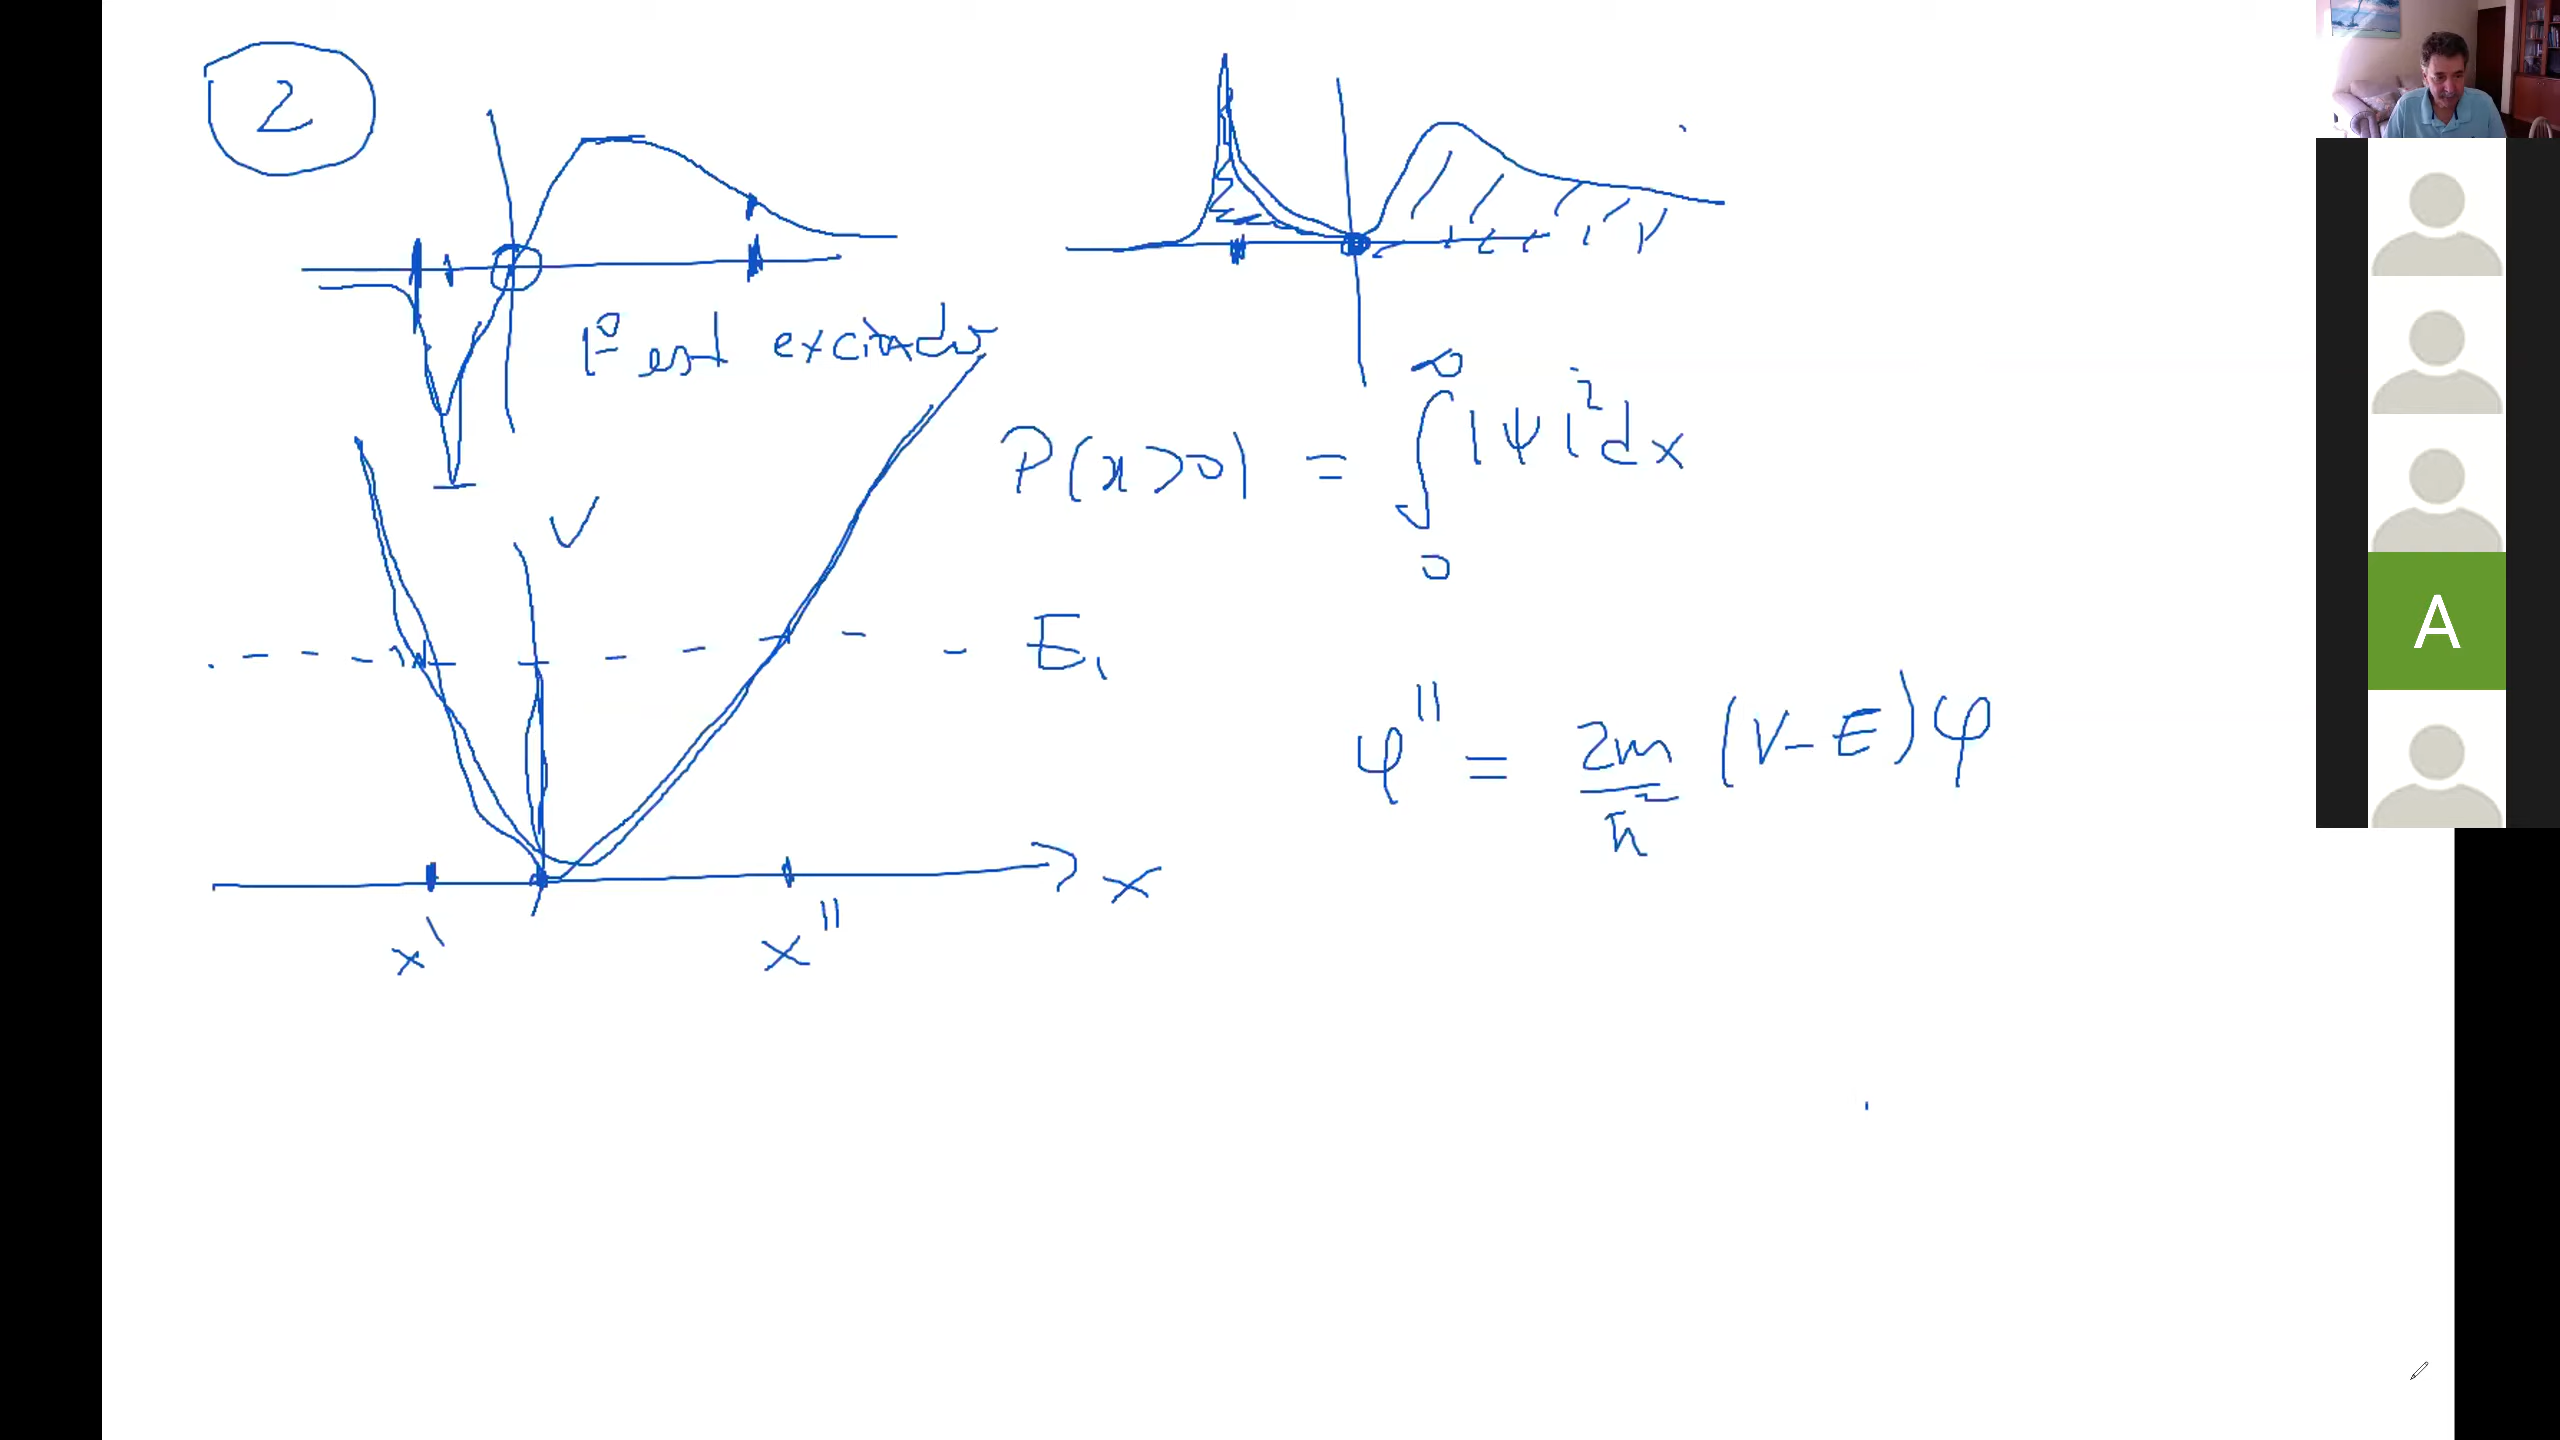 2
1º est excitado
P(x>0) = ∫₀^∞ |ψ|² dx
V
E₁
φ'' = 2m/ħ² (V-E)φ
x
x' x''
A